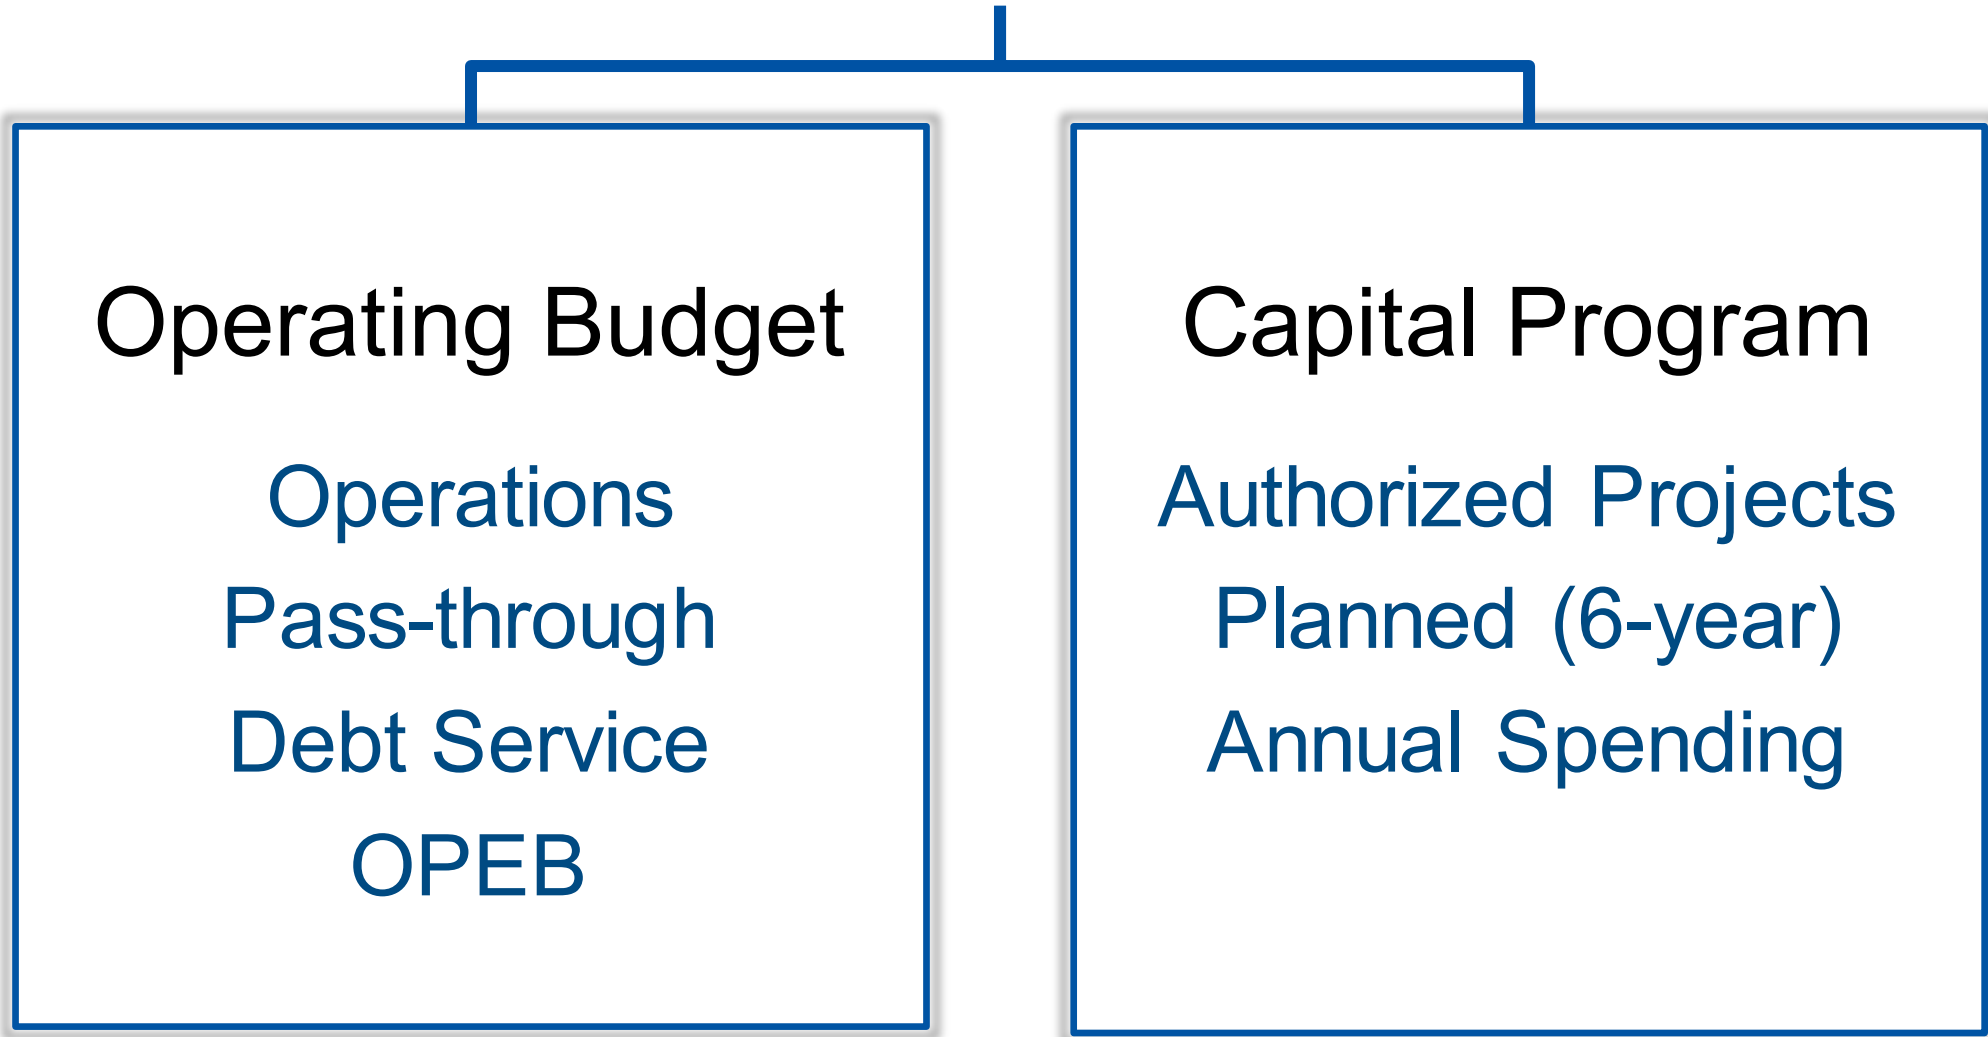 Operating Budget
Operations
Pass-through
Debt Service
OPEB
Capital Program
Authorized Projects
Planned (6-year)
Annual Spending